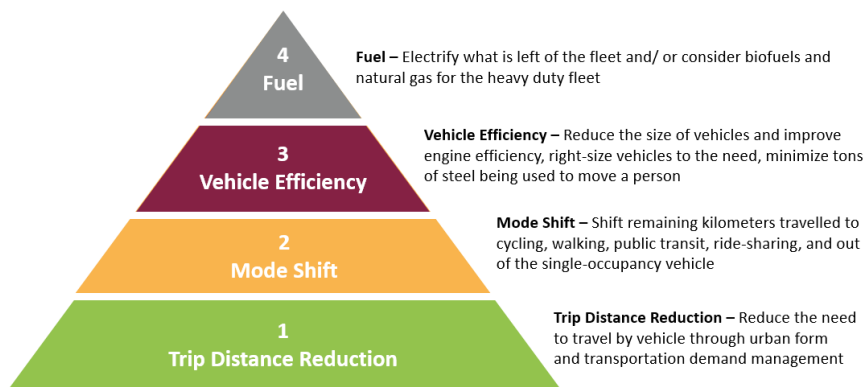 4
Fuel
Fuel – Electrify what is left of the fleet and/ or consider biofuels and
natural gas for the heavy duty fleet
3
Vehicle Efficiency
Vehicle Efficiency – Reduce the size of vehicles and improve
engine efficiency, right-size vehicles to the need, minimize tons
of steel being used to move a person
2
Mode Shift
Mode Shift – Shift remaining kilometers travelled to
cycling, walking, public transit, ride-sharing, and out
of the single-occupancy vehicle
1
Trip Distance Reduction
Trip Distance Reduction – Reduce the need
to travel by vehicle through urban form
and transportation demand management